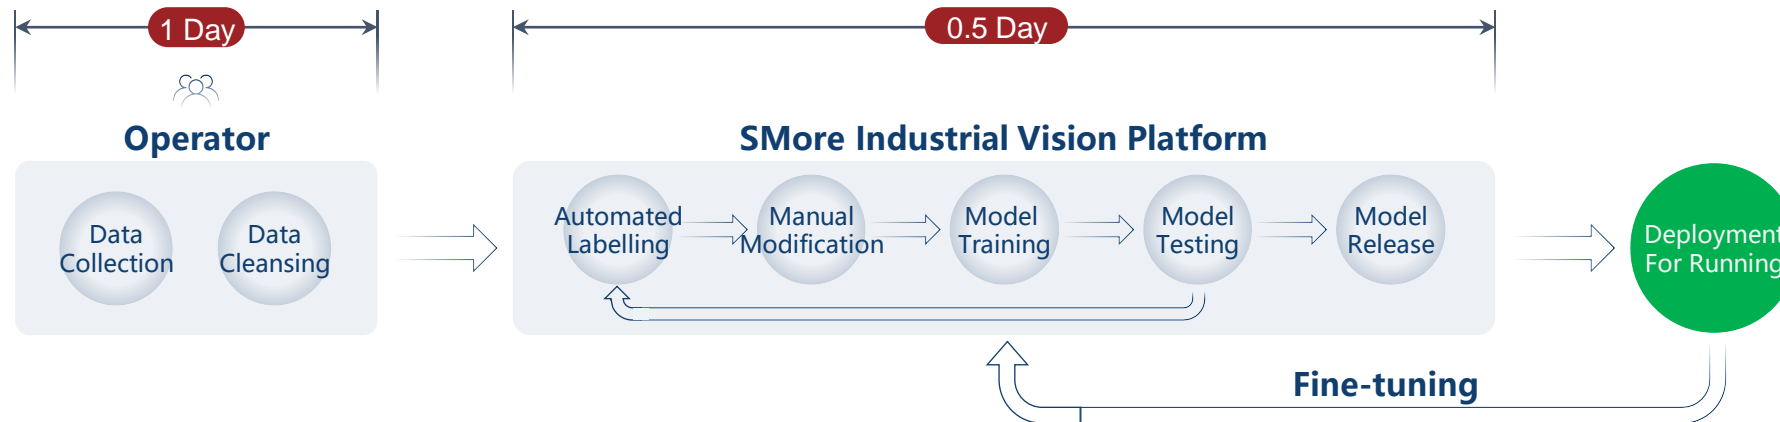 1 Day
0.5 Day
Operator
SMore Industrial Vision Platform
Data
Collection
Data
Cleansing
Automated
Labelling
Manual
Modification
Model
Training
Model
Testing
Model
Release
Deployment
For Running
Fine-tuning